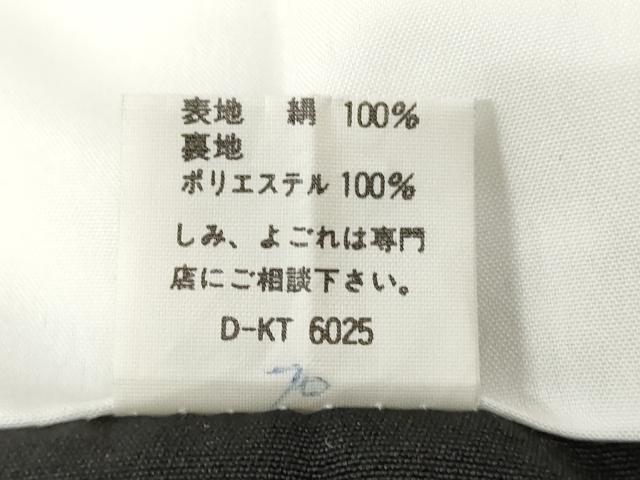 表地 絹 100%
裏地
ポリエステル 100%
しみ、よごれは専門
店にご相談下さい。
D-KT 6025
70